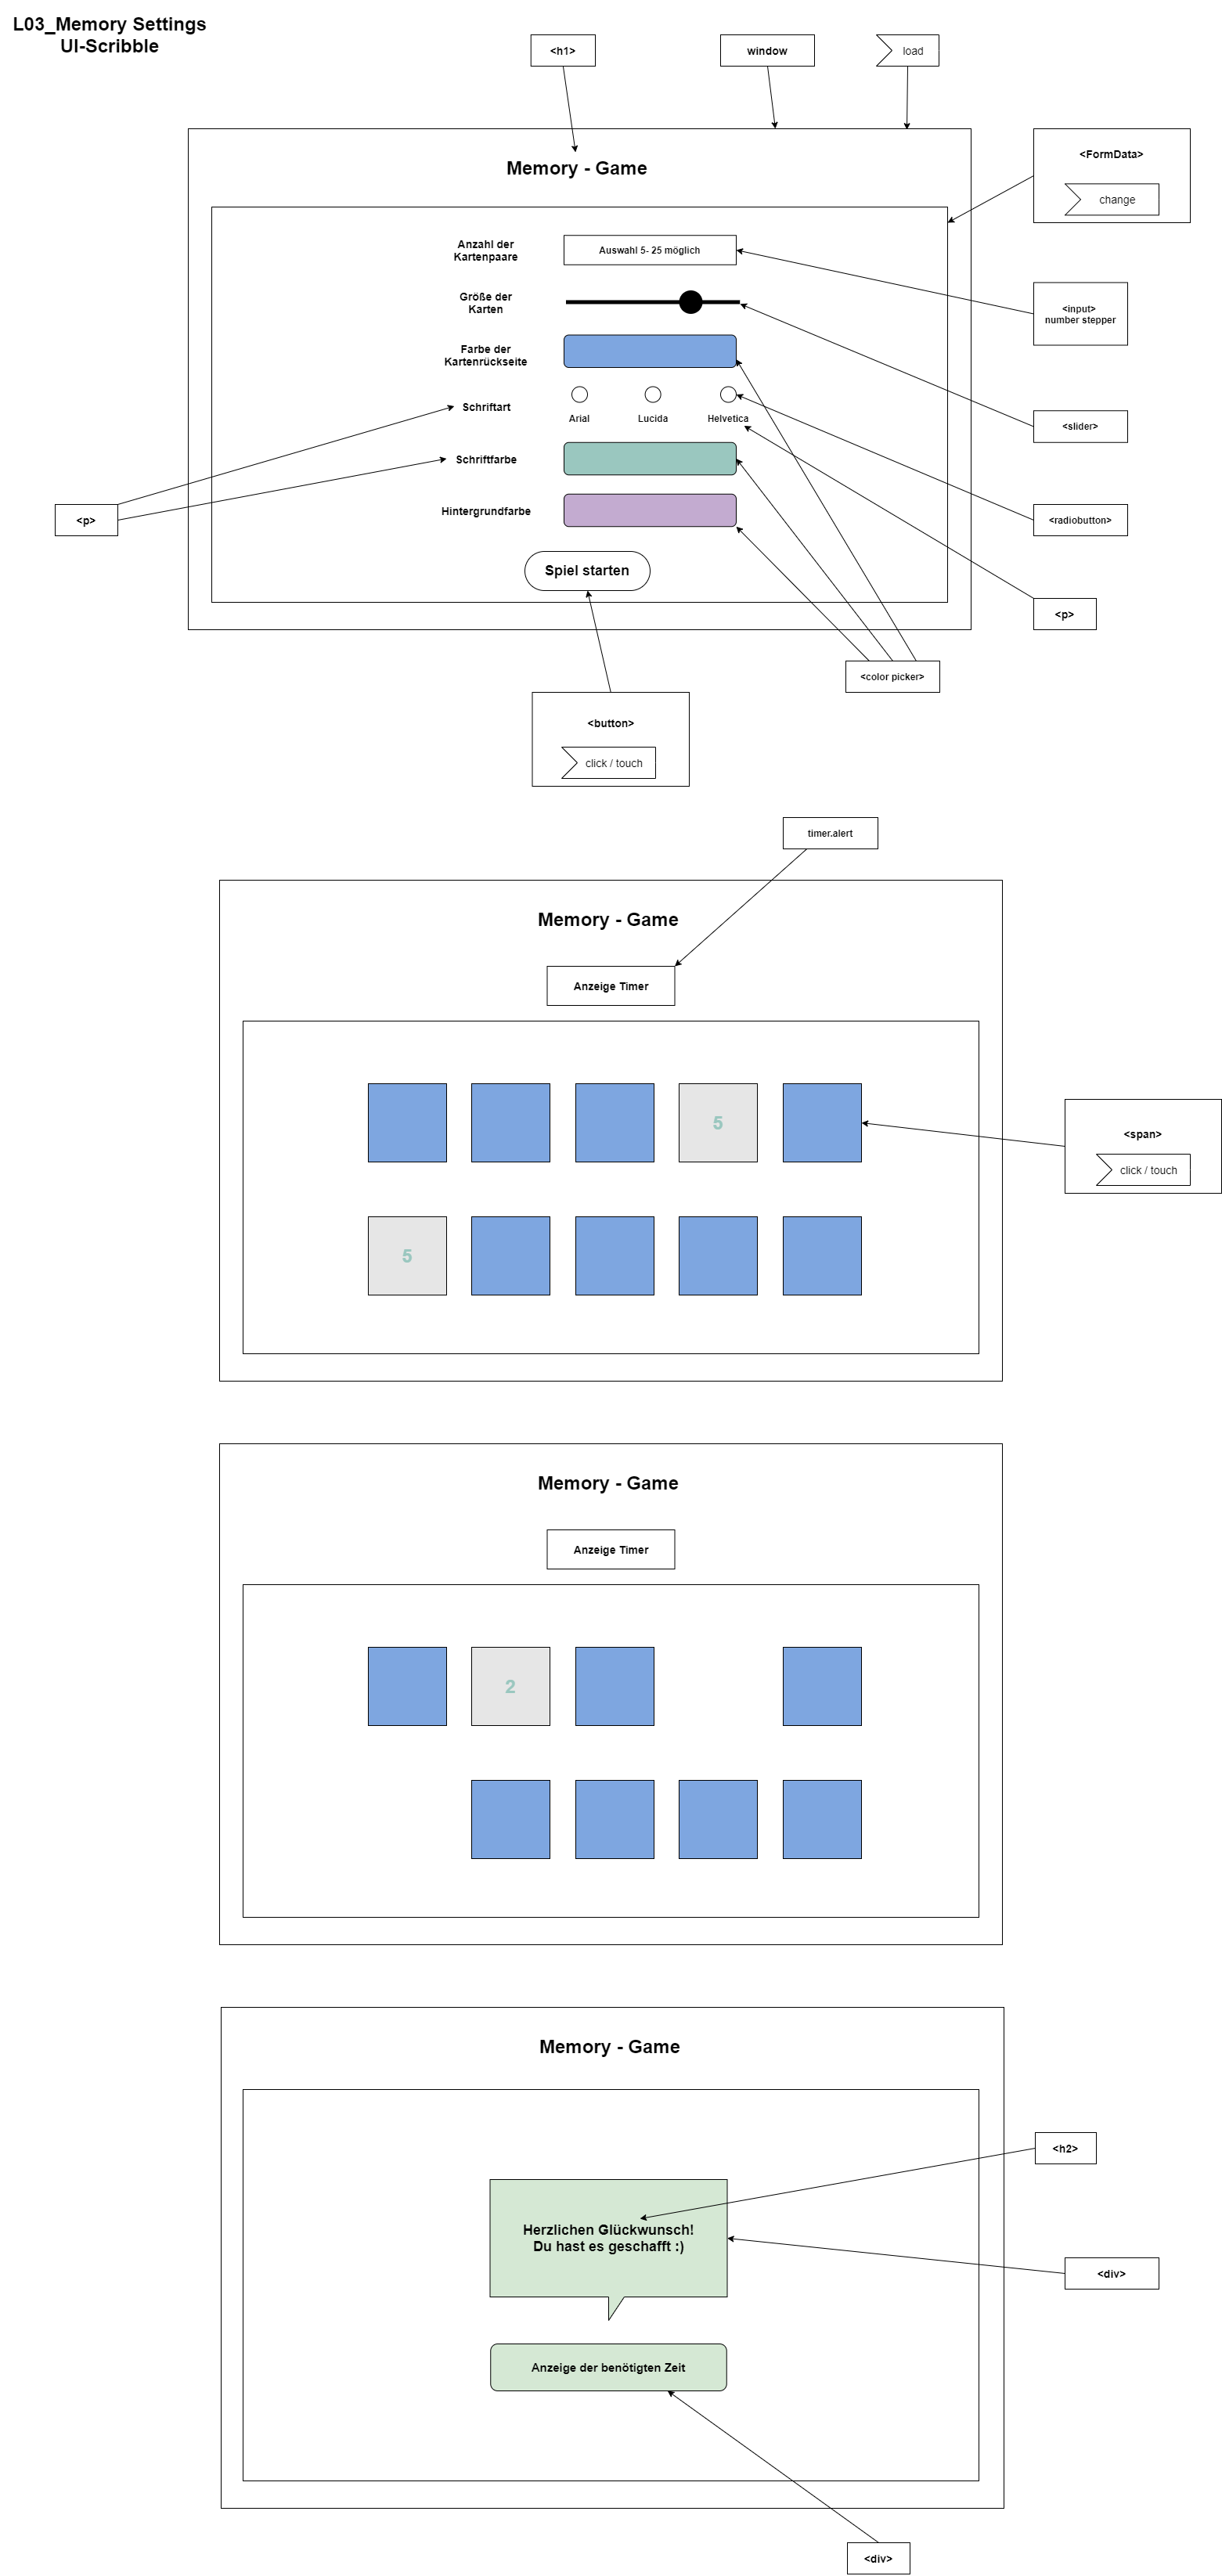 L03_Memory Settings
UI-Scribble
<h1>
window
load
Memory - Game
<FormData>
change
Anzahl der
Kartenpaare
Auswahl 5- 25 möglich
<input>
number stepper
Größe der
Karten
Farbe der
Kartenrückseite
Schriftart
Arial
Lucida
Helvetica
<slider>
Schriftfarbe
<p>
Hintergrundfarbe
<radiobutton>
Spiel starten
<p>
<color picker>
<button>
click / touch
timer.alert
Memory - Game
Anzeige Timer
5
<span>
click / touch
5
Memory - Game
Anzeige Timer
2
Memory - Game
<h2>
Herzlichen Glückwunsch!
Du hast es geschafft :)
<div>
Anzeige der benötigten Zeit
<div>